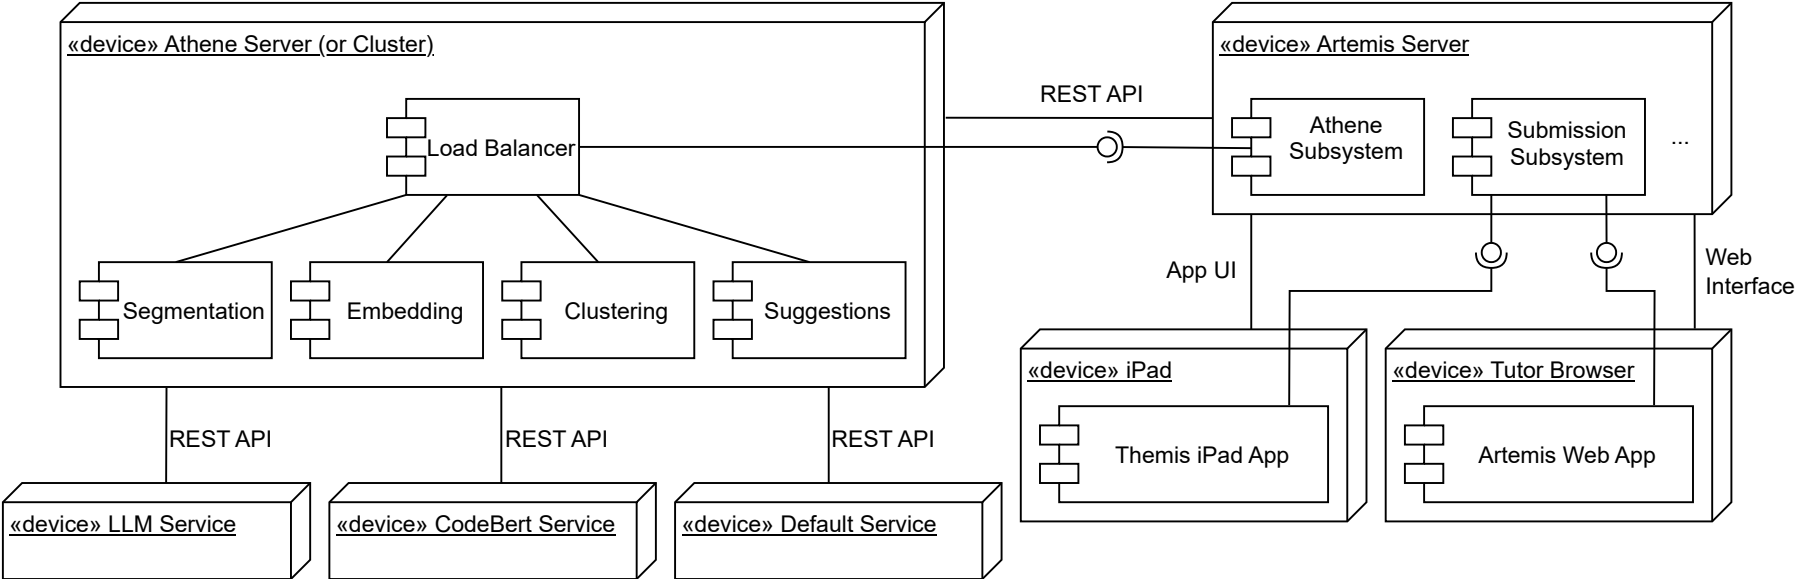 «device» Athene Server (or Cluster)
Load Balancer
Segmentation
Embedding
Clustering
Suggestions
REST API
«device» Artemis Server
Athene
Subsystem
Submission
Subsystem
...
App UI
Web
Interface
«device» iPad
Themis iPad App
«device» Tutor Browser
Artemis Web App
REST API
REST API
REST API
«device» LLM Service
«device» CodeBert Service
«device» Default Service